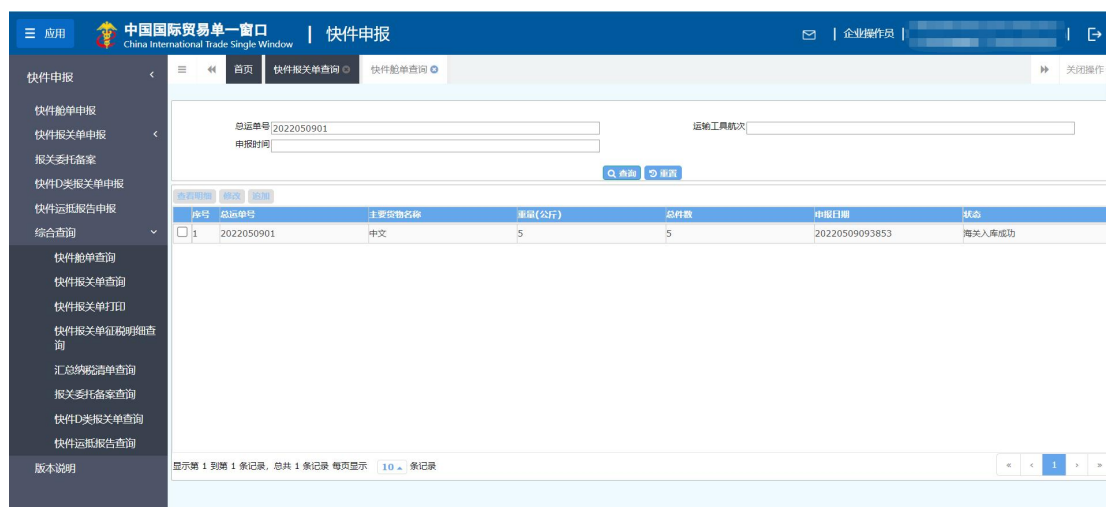 应用
中国国际贸易单一窗口
China International Trade Single Window
快件申报
企业操作员
快件申报
首页
快件报关单查询
快件舱单查询
关闭操作
快件舱单申报
快件报关单申报
报关委托备案
快件D类报关单申报
快件运抵报告申报
综合查询
快件舱单查询
快件报关单查询
快件报关单打印
快件报关单征税明细查
询
汇总纳税清单查询
报关委托备案查询
快件D类报关单查询
快件运抵报告查询
版本说明
总运单号 2022050901
运输工具航次
申报时间
查询 重置
查看明细 修改 追加
序号 总运单号 主要货物名称 重量(公斤) 总件数 申报日期 状态
1 2022050901 中文 5 5 20220509093853 海关入库成功
显示第 1 到第 1 条记录, 总共 1 条记录 每页显示 10 条记录
« ‹ 1 › »